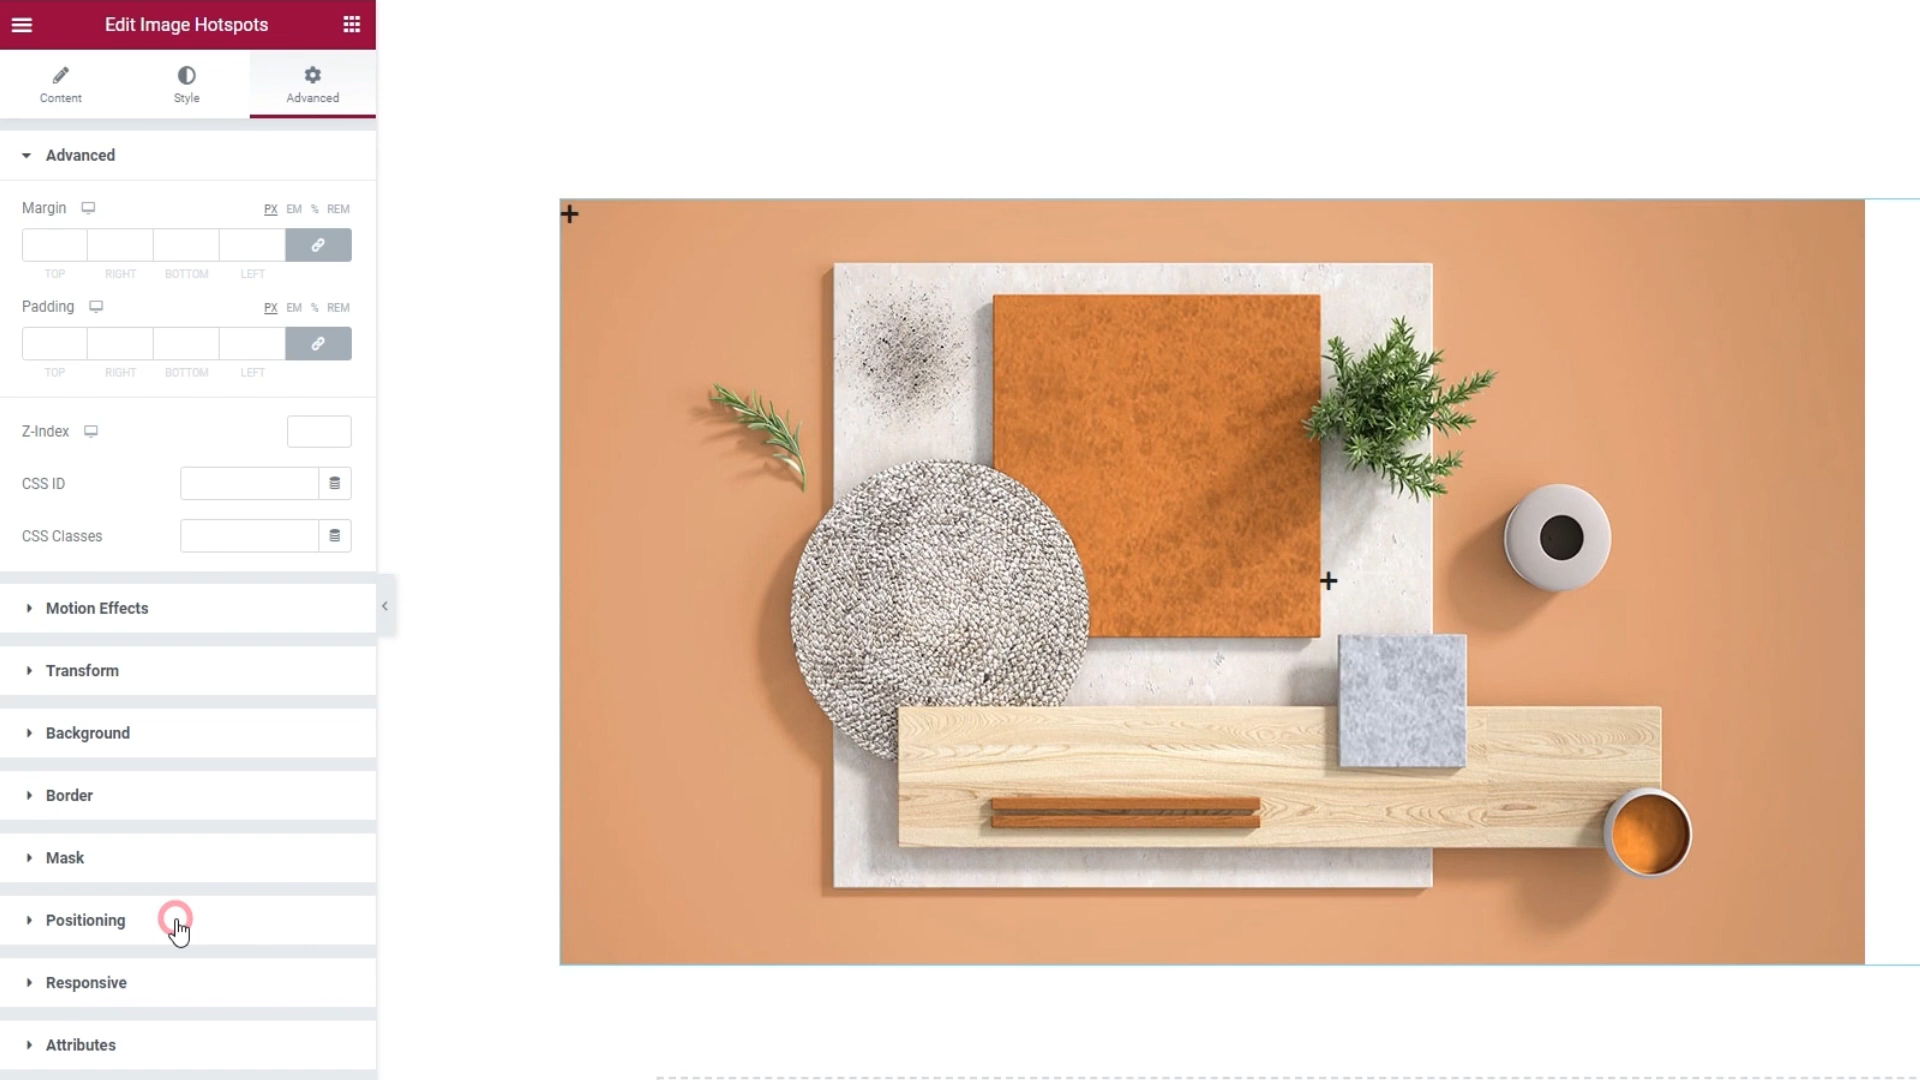 Edit Image Hotspots
Content Style Advanced
Advanced
Margin PX EM % REM
TOP RIGHT BOTTOM LEFT
Padding PX EM % REM
TOP RIGHT BOTTOM LEFT
Z-Index
CSS ID
CSS Classes
Motion Effects
Transform
Background
Border
Mask
Positioning
Responsive
Attributes